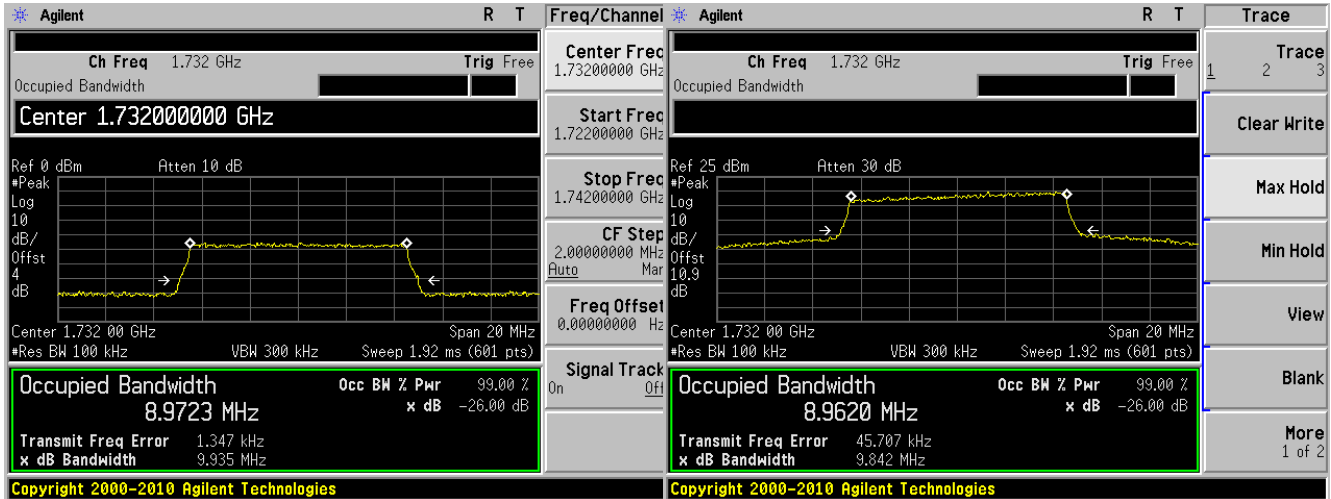 Agilent R T Freq/Channel
Ch Freq 1.732 GHz Trig Free
Occupied Bandwidth
Center 1.732000000 GHz
Ref 0 dBm Atten 10 dB
#Peak
Log
10
dB/
Offst
4
dB
Center 1.732 00 GHz Span 20 MHz
#Res BW 100 kHz VBW 300 kHz Sweep 1.92 ms (601 pts)
Occupied Bandwidth Occ BW % Pwr 99.00 %
8.9723 MHz x dB -26.00 dB
Transmit Freq Error 1.347 kHz
x dB Bandwidth 9.935 MHz
Copyright 2000-2010 Agilent Technologies
Center Freq
1.73200000 GHz
Start Freq
1.72200000 GHz
Stop Freq
1.74200000 GHz
CF Step
2.00000000 MHz
Auto Man
Freq Offset
0.00000000 Hz
Signal Track
On Off
Agilent R T Trace
Ch Freq 1.732 GHz Trig Free
Occupied Bandwidth
Ref 25 dBm Atten 30 dB
#Peak
Log
10
dB/
Offst
10.9
dB
Center 1.732 00 GHz Span 20 MHz
#Res BW 100 kHz VBW 300 kHz Sweep 1.92 ms (601 pts)
Occupied Bandwidth Occ BW % Pwr 99.00 %
8.9620 MHz x dB -26.00 dB
Transmit Freq Error 45.707 kHz
x dB Bandwidth 9.842 MHz
Copyright 2000-2010 Agilent Technologies
Trace
1 2 3
Clear Write
Max Hold
Min Hold
View
Blank
More
1 of 2